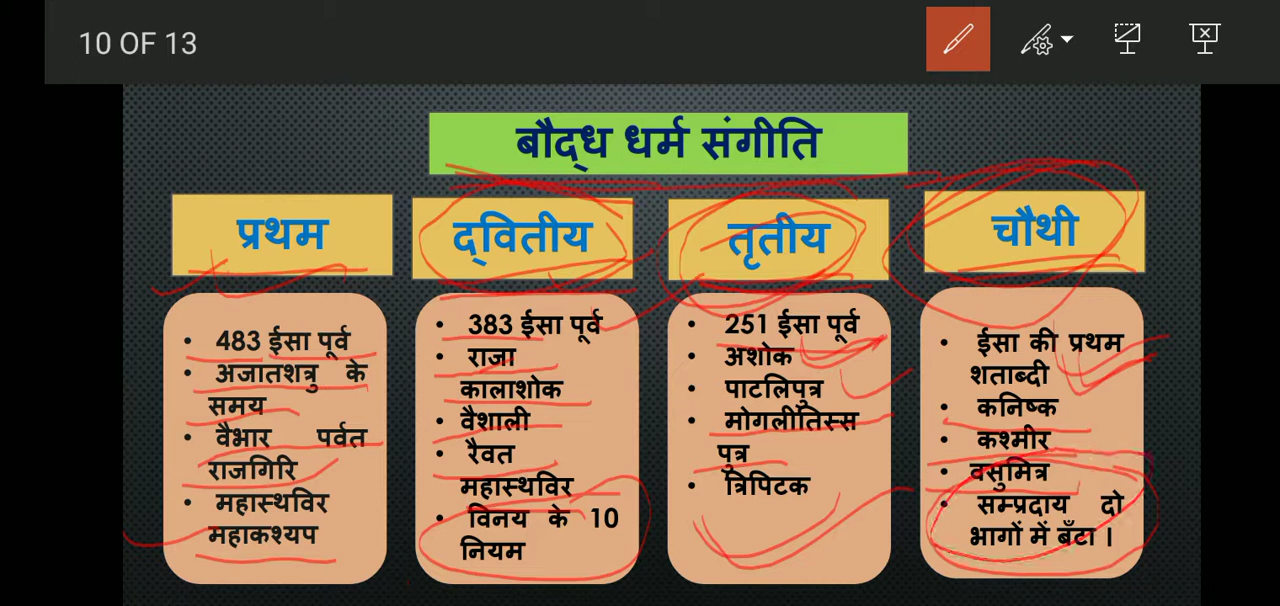 10 OF 13
बौद्ध धर्म संगीति
प्रथम
• 483 ईसा पूर्व
• अजातशत्रु के
समय
• वैभार पर्वत
राजगिरि
• महास्थविर
महाकश्यप
द्वितीय
• 383 ईसा पूर्व
• राजा
कालाशोक
• वैशाली
• रैवत
महास्थविर
• विनय के 10
नियम
तृतीय
• 251 ईसा पूर्व
• अशोक
• पाटलिपुत्र
• मोगलीतिस्स
पुत्र
• त्रिपिटक
चौथी
• ईसा की प्रथम
शताब्दी
• कनिष्क
• कश्मीर
• वसुमित्र
• सम्प्रदाय दो
भागों में बँटा ।